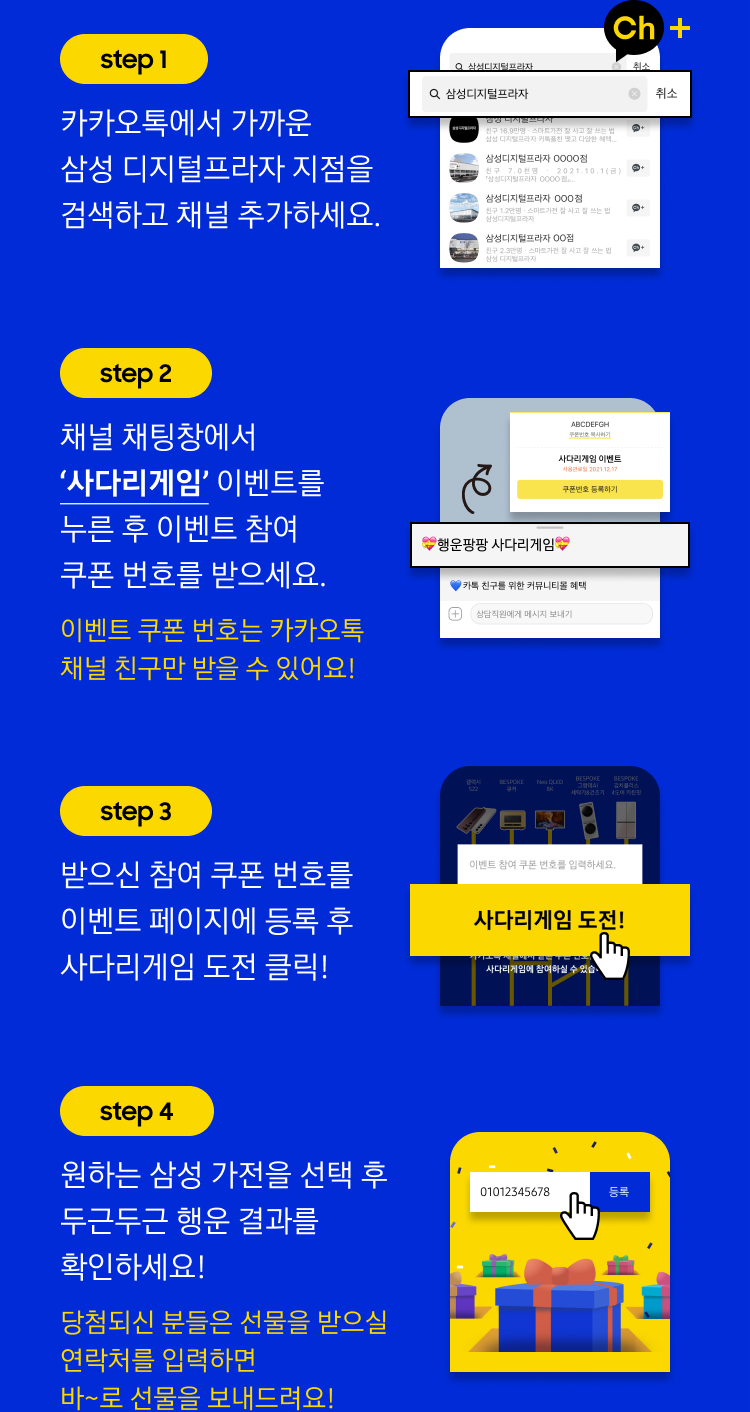 step 1
카카오톡에서 가까운
삼성 디지털프라자 지점을
검색하고 채널 추가하세요.
Ch +
삼성디지털프라자
취소
삼성디지털프라자
취소
삼성 디지털프라자
친구 16.9만명 · 스마트가전 잘 사고 잘 쓰는 법
삼성 디지털프라자 카톡플친 맺고 다양한 혜택...
삼성디지털프라자 OOOO점
친구 7.0천명 · 2021.10.1(금)
「삼성디지털프라자 OOOO점」...
삼성디지털프라자 OOO점
친구 1.2만명 · 스마트가전 잘 사고 잘 쓰는 법
삼성디지털프라자
삼성디지털프라자 OO점
친구 2.3만명 · 스마트가전 잘 사고 잘 쓰는 법
삼성 디지털프라자
step 2
채널 채팅창에서
‘사다리게임’ 이벤트를
누른 후 이벤트 참여
쿠폰 번호를 받으세요.
이벤트 쿠폰 번호는 카카오톡
채널 친구만 받을 수 있어요!
ABCDEFGH
쿠폰번호 복사하기
사다리게임 이벤트
사용만료일 2021.12.17
쿠폰번호 등록하기
💝행운팡팡 사다리게임💝
💙카톡 친구를 위한 커뮤니티몰 혜택
상담직원에게 메시지 보내기
step 3
받으신 참여 쿠폰 번호를
이벤트 페이지에 등록 후
사다리게임 도전 클릭!
갤럭시
S22
BESPOKE
큐커
Neo QLED
8K
BESPOKE
그랑데AI
세탁기&건조기
BESPOKE
김치플러스
4도어 키친핏
이벤트 참여 쿠폰 번호를 입력하세요.
사다리게임 도전!
사다리게임에 참여하실 수 있습
step 4
원하는 삼성 가전을 선택 후
두근두근 행운 결과를
확인하세요!
당첨되신 분들은 선물을 받으실
연락처를 입력하면
바~로 선물을 보내드려요!
01012345678
등록